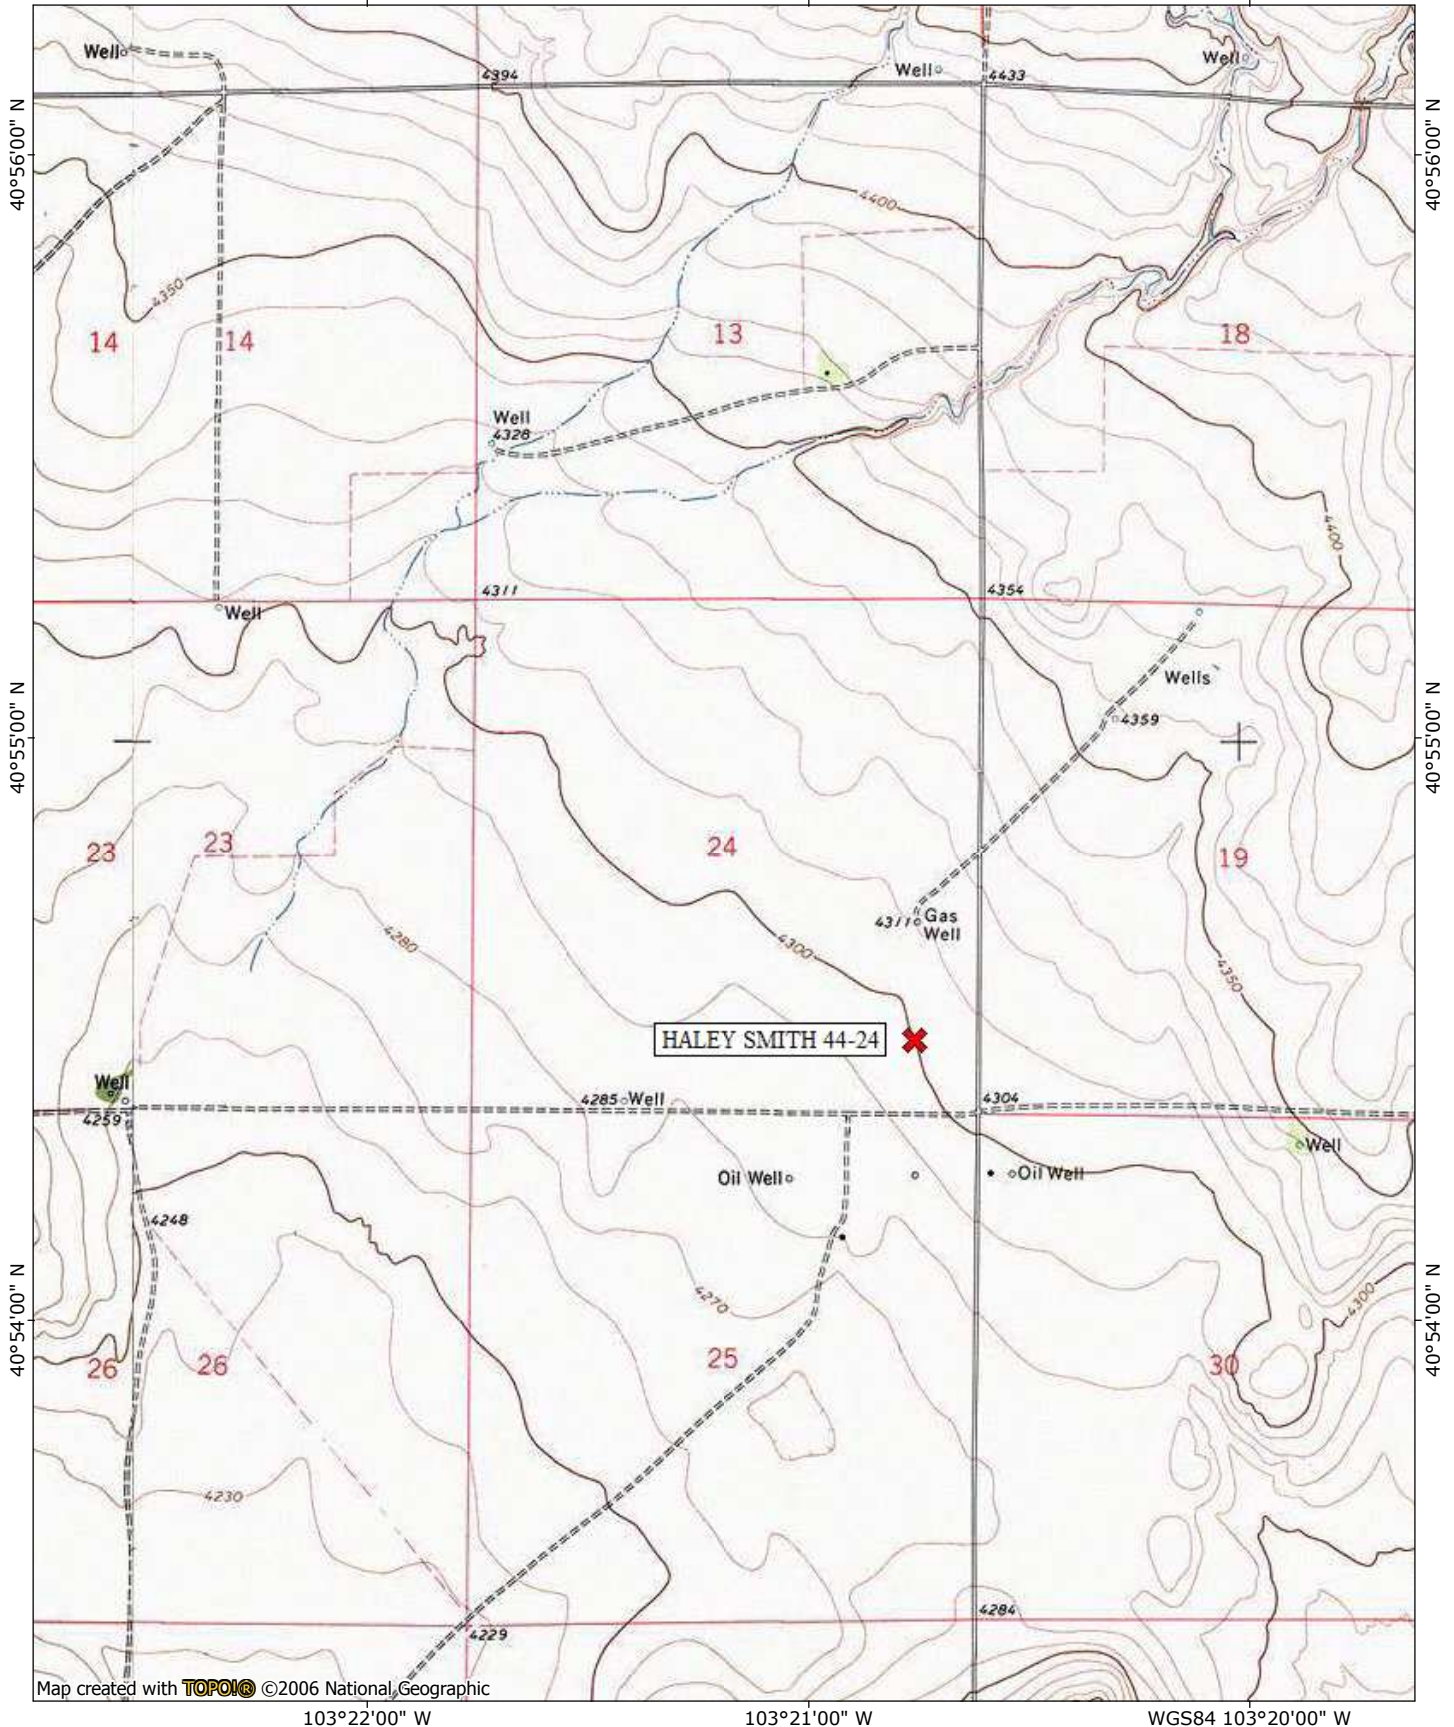 Well
4394
Well
4433
Well
40°56'00" N
40°56'00" N
4400
4350
14
14
13
18
Well
4328
4400
4311
4354
Well
Wells
4359
40°55'00" N
40°55'00" N
23
23
24
19
4280
4311
Gas
Well
4300
4350
HALEY SMITH 44-24
Well
4285
Well
4304
4259
Well
Oil Well
Oil Well
4248
4270
4300
40°54'00" N
40°54'00" N
26
26
25
30
4230
4284
4229
Map created with TOPO!® ©2006 National Geographic
103°22'00" W
103°21'00" W
WGS84 103°20'00" W